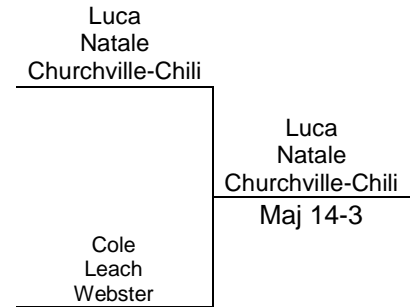 Luca
Natale
Churchville-Chili
Luca
Natale
Churchville-Chili
Maj 14-3
Cole
Leach
Webster